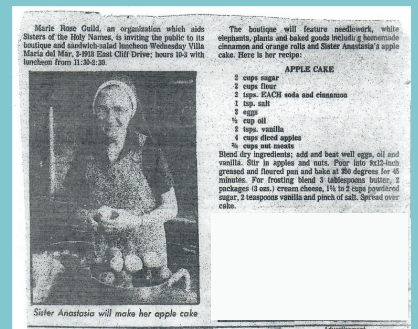 Marie Rose Guild, an organization which aids
Sisters of the Holy Names, is inviting the public to its
boutique and sandwich-salad luncheon Wednesday Villa
Maria del Mar, 2-1918 East Cliff Drive; hours 10-3 with
luncheon from 11:30-2:30.
Sister Anastasia will make her apple cake
The boutique will feature needlework, white
elephants, plants and baked goods including homemade
cinnamon and orange rolls and Sister Anastasia's apple
cake. Here is her recipe:
APPLE CAKE
2 cups sugar
2 cups flour
2 tsps. EACH soda and cinnamon
1 tsp. salt
2 eggs
½ cup oil
2 tsps. vanilla
4 cups diced apples
cups nut meats
Blend dry ingredients; add and beat well eggs, oil and
vanilla. Stir in apples and nuts. Pour into 9x12-inch
greased and floured pan and bake at 350 degrees for 45
minutes. For frosting blend 3 tablespoons butter, 2
packages (3 ozs.) cream cheese, 1½ to 2 cups powdered
sugar, 2 teaspoons vanilla and pinch of salt. Spread over
cake.